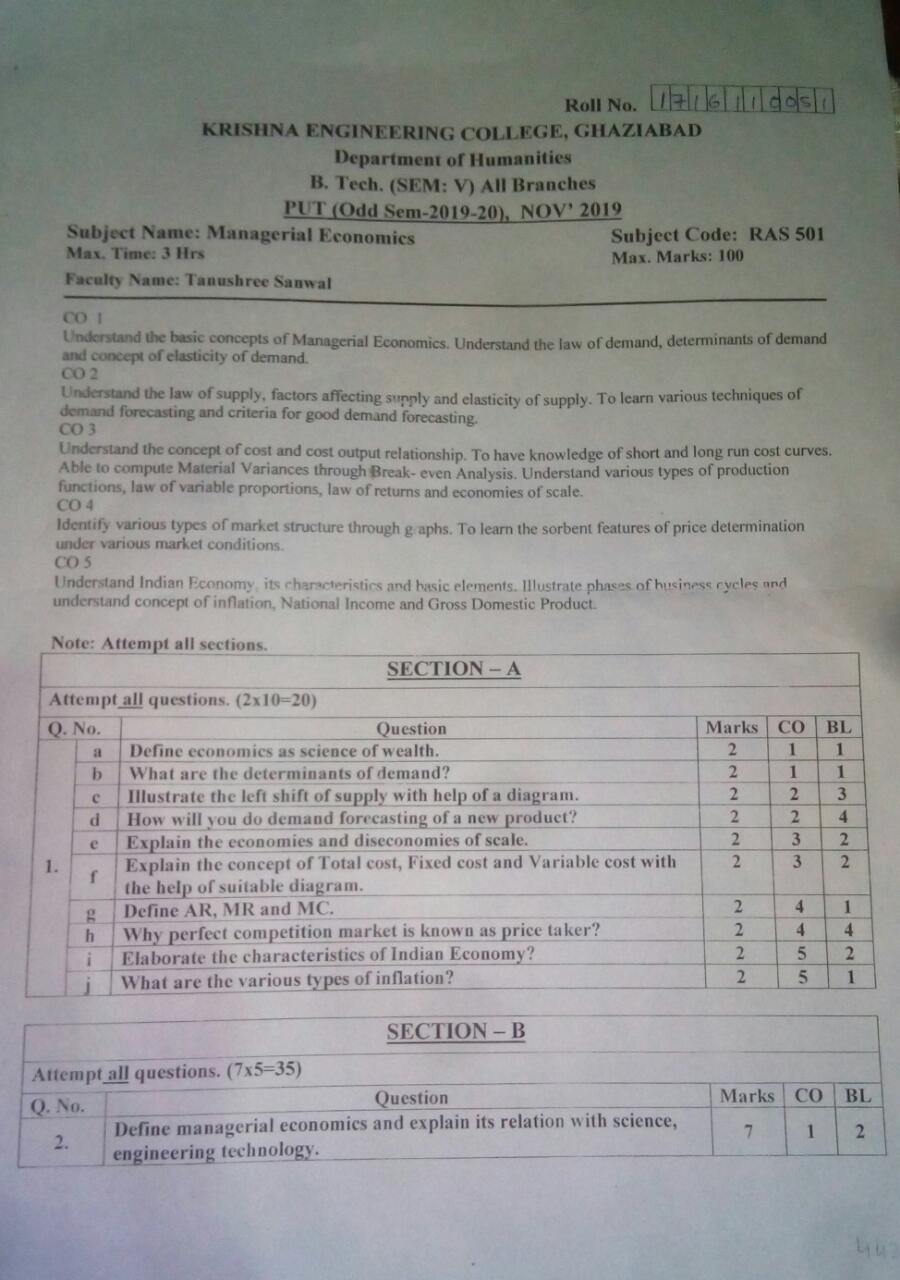 Roll No. 1716110051
KRISHNA ENGINEERING COLLEGE, GHAZIABAD
Department of Humanities
B. Tech. (SEM: V) All Branches
PUT (Odd Sem-2019-20), NOV' 2019
Subject Name: Managerial Economics Subject Code: RAS 501
Max. Time: 3 Hrs Max. Marks: 100
Faculty Name: Tanushree Sanwal
CO 1
Understand the basic concepts of Managerial Economics. Understand the law of demand, determinants of demand
and concept of elasticity of demand.
CO 2
Understand the law of supply, factors affecting supply and elasticity of supply. To learn various techniques of
demand forecasting and criteria for good demand forecasting.
CO 3
Understand the concept of cost and cost output relationship. To have knowledge of short and long run cost curves.
Able to compute Material Variances through Break- even Analysis. Understand various types of production
functions, law of variable proportions, law of returns and economies of scale.
CO 4
Identify various types of market structure through graphs. To learn the sorbent features of price determination
under various market conditions.
CO 5
Understand Indian Economy, its characteristics and basic elements. Illustrate phases of business cycles and
understand concept of inflation, National Income and Gross Domestic Product.
Note: Attempt all sections.
SECTION – A
Attempt all questions. (2x10=20)
Q. No. Question Marks CO BL
a Define economics as science of wealth. 2 1 1
b What are the determinants of demand? 2 1 1
c Illustrate the left shift of supply with help of a diagram. 2 2 3
d How will you do demand forecasting of a new product? 2 2 4
e Explain the economies and diseconomies of scale. 2 3 2
1. f Explain the concept of Total cost, Fixed cost and Variable cost with 2 3 2
the help of suitable diagram.
g Define AR, MR and MC. 2 4 1
h Why perfect competition market is known as price taker? 2 4 4
i Elaborate the characteristics of Indian Economy? 2 5 2
j What are the various types of inflation? 2 5 1
SECTION – B
Attempt all questions. (7x5=35)
Q. No. Question Marks CO BL
2. Define managerial economics and explain its relation with science, 7 1 2
engineering technology.